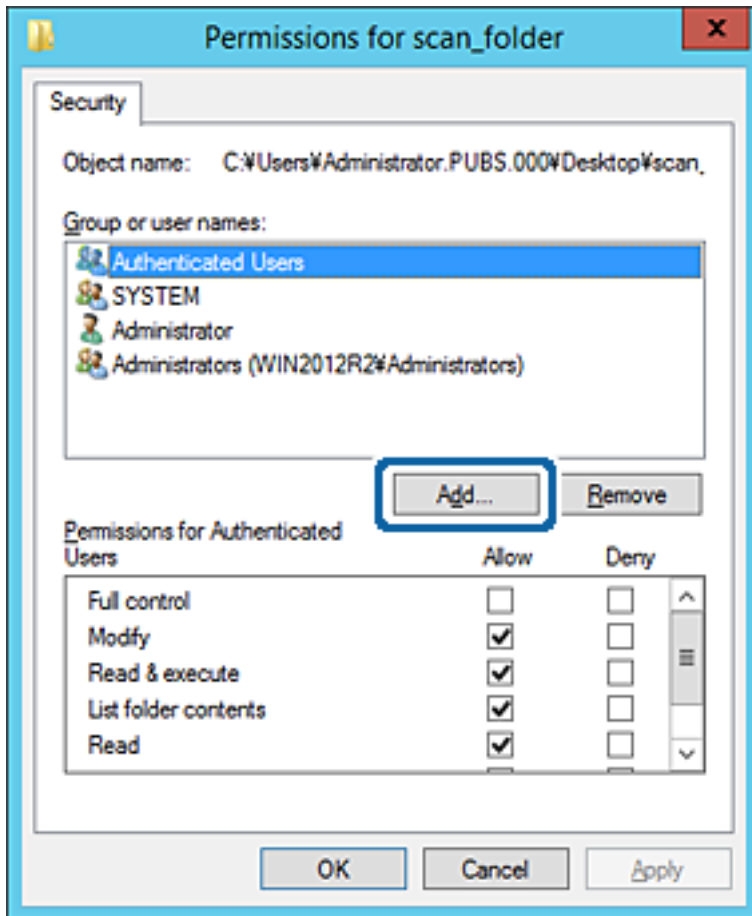 Permissions for scan_folder
x
Security
Object name: C:¥Users¥Administrator.PUBS.000¥Desktop¥scan_
Group or user names:
Authenticated Users
SYSTEM
Administrator
Administrators (WIN2012R2¥Administrators)
Add...
Remove
Permissions for Authenticated
Users
Allow
Deny
Full control
Modify
Read & execute
List folder contents
Read
OK
Cancel
Apply